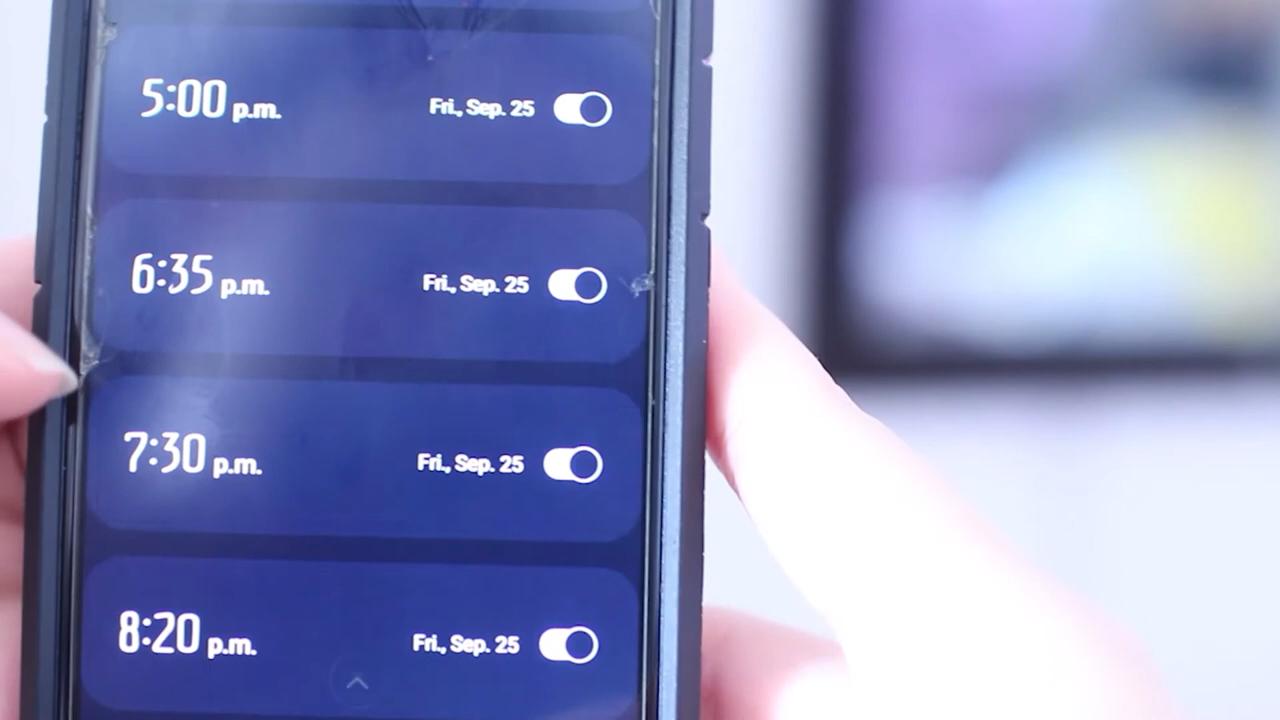 5:00 p.m. Fri., Sep. 25
6:35 p.m. Fri., Sep. 25
7:30 p.m. Fri., Sep. 25
8:20 p.m. Fri., Sep. 25